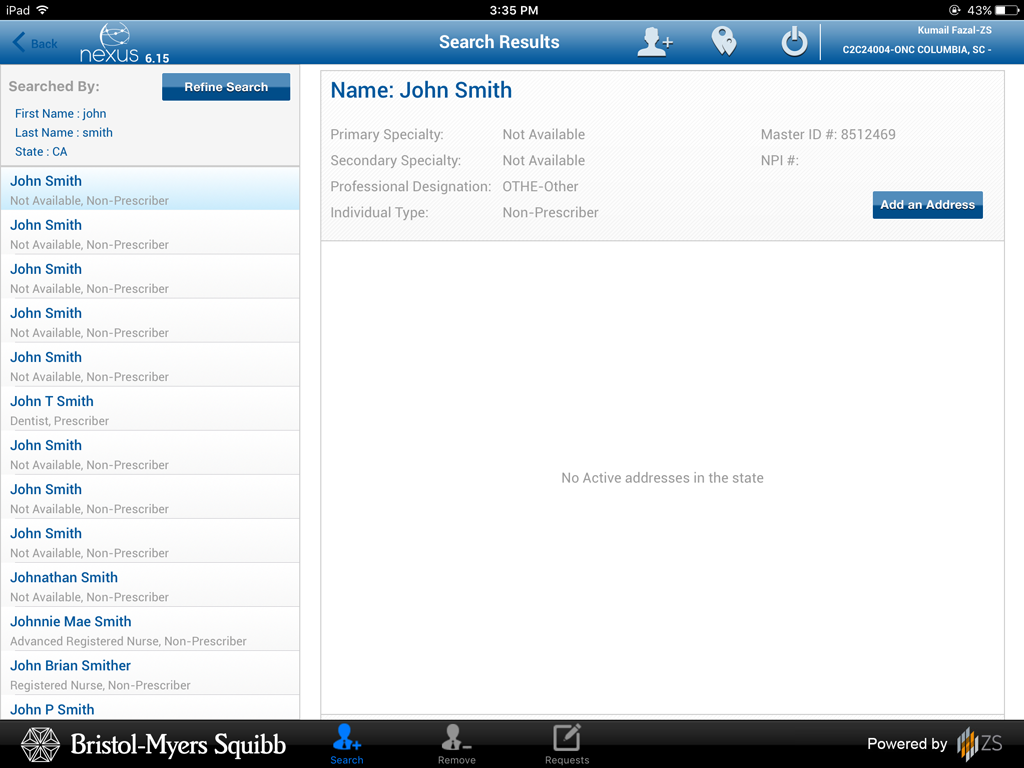 iPad 3:35 PM 43%
Back nexus 6.15 Search Results Kumail Fazal-ZS
C2C24004-ONC COLUMBIA, SC -
Searched By: Refine Search
First Name : john
Last Name : smith
State : CA
John Smith
Not Available, Non-Prescriber
John Smith
Not Available, Non-Prescriber
John Smith
Not Available, Non-Prescriber
John Smith
Not Available, Non-Prescriber
John Smith
Not Available, Non-Prescriber
John T Smith
Dentist, Prescriber
John Smith
Not Available, Non-Prescriber
John Smith
Not Available, Non-Prescriber
John Smith
Not Available, Non-Prescriber
Johnathan Smith
Not Available, Non-Prescriber
Johnnie Mae Smith
Advanced Registered Nurse, Non-Prescriber
John Brian Smither
Registered Nurse, Non-Prescriber
John P Smith
Name: John Smith
Primary Specialty: Not Available Master ID #: 8512469
Secondary Specialty: Not Available NPI #:
Professional Designation: OTHE-Other
Individual Type: Non-Prescriber
Add an Address
No Active addresses in the state
Bristol-Myers Squibb Search Remove Requests Powered by ZS